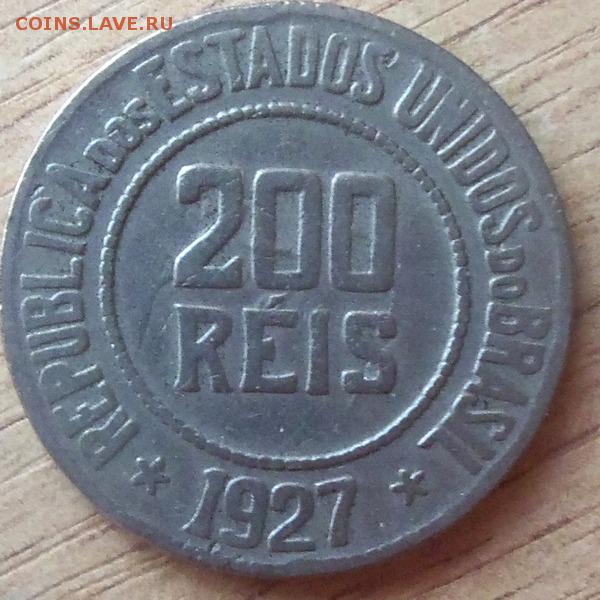 COINS.LAVE.RU
REPUBLICA DOS ESTADOS UNIDOS DO BRASIL
200
RÉIS
* 1927 *